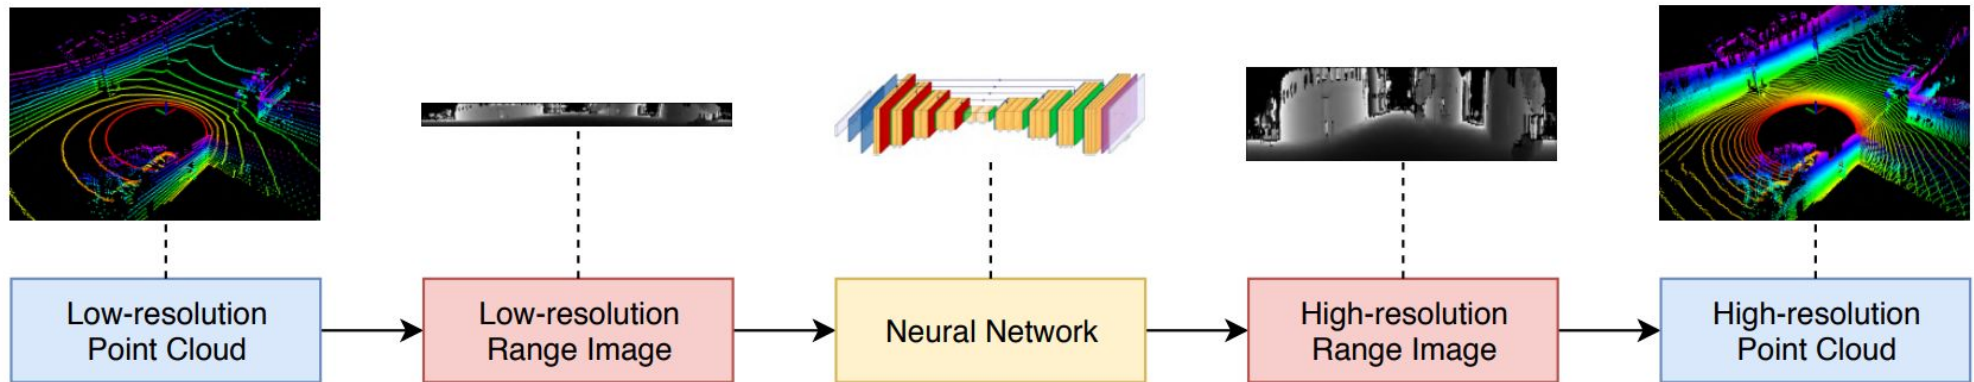 Low-resolution
Point Cloud
Low-resolution
Range Image
Neural Network
High-resolution
Range Image
High-resolution
Point Cloud